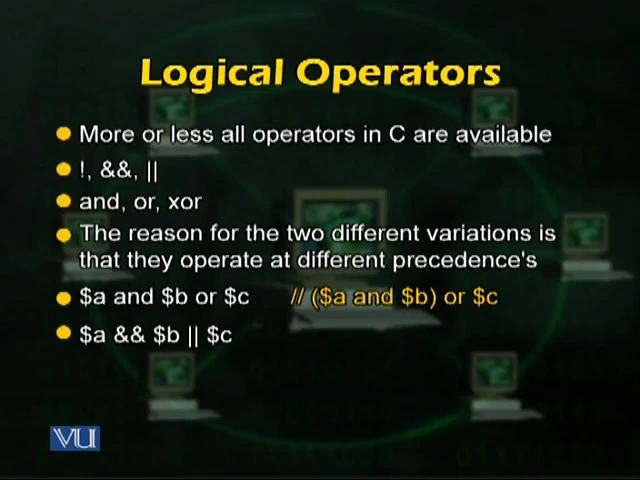 Logical Operators
More or less all operators in C are available
!, &&, ||
and, or, xor
The reason for the two different variations is
that they operate at different precedence's
$a and $b or $c // ($a and $b) or $c
$a && $b || $c
VU